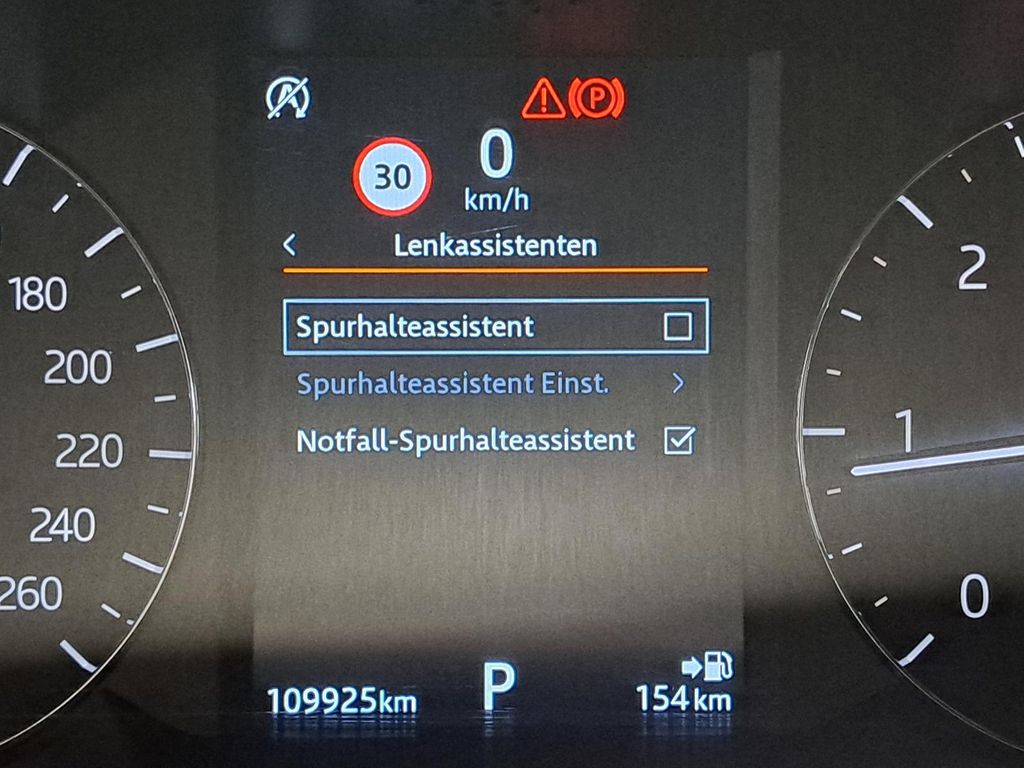 P
0
30
km/h
Lenkassistenten
Spurhalteassistent
Spurhalteassistent Einst.
Notfall-Spurhalteassistent
180
200
220
240
260
2
1
0
109925km
P
154km